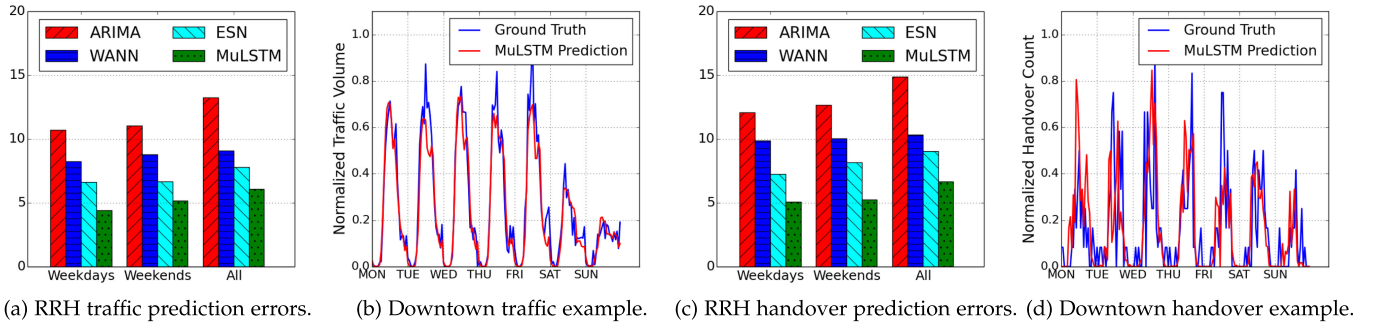 20
15
10
5
0
ARIMA
WANN
ESN
MuLSTM
Weekdays
Weekends
All
(a) RRH traffic prediction errors.
Normalized Traffic Volume
1.0
0.8
0.6
0.4
0.2
0.0
Ground Truth
MuLSTM Prediction
MON
TUE
WED
THU
FRI
SAT
SUN
(b) Downtown traffic example.
20
15
10
5
0
ARIMA
WANN
ESN
MuLSTM
Weekdays
Weekends
All
(c) RRH handover prediction errors.
Normalized Handvoer Count
1.0
0.8
0.6
0.4
0.2
0.0
Ground Truth
MuLSTM Prediction
MON
TUE
WED
THU
FRI
SAT
SUN
(d) Downtown handover example.